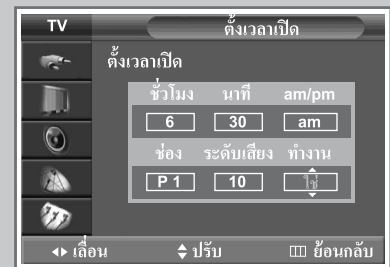 TV ตั้งเวลาเปิด
ตั้งเวลาเปิด
ชั่วโมง นาที am/pm
6 30 am
ช่อง ระดับเสียง ทำงาน
P 1 10 ใช่
เลื่อน ปรับ ย้อนกลับ